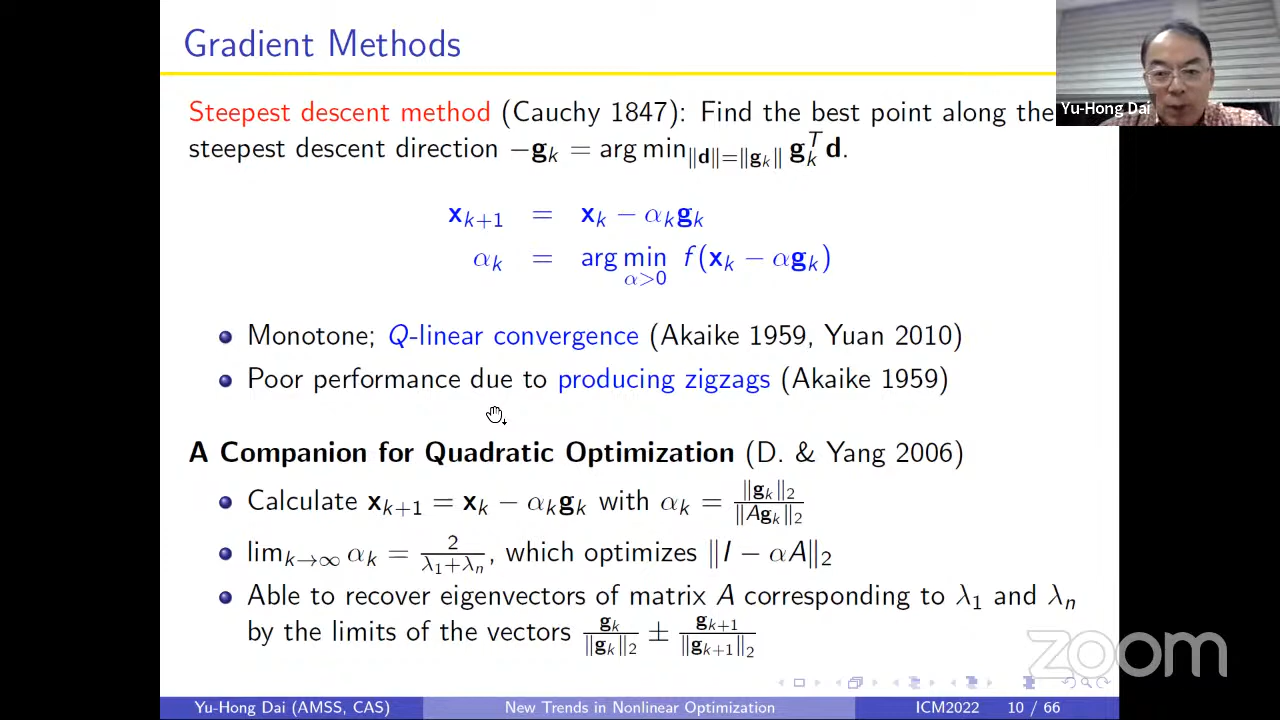 Gradient Methods
Yu-Hong Dai
Steepest descent method (Cauchy 1847): Find the best point along the
steepest descent direction −g_k = arg min_{‖d‖=‖g_k‖} g_k^T d.
x_{k+1} = x_k − α_k g_k
α_k = arg min_{α>0} f(x_k − αg_k)
Monotone; Q-linear convergence (Akaike 1959, Yuan 2010)
Poor performance due to producing zigzags (Akaike 1959)
A Companion for Quadratic Optimization (D. & Yang 2006)
Calculate x_{k+1} = x_k − α_k g_k with α_k = ‖g_k‖_2 / ‖Ag_k‖_2
lim_{k→∞} α_k = 2 / (λ_1+λ_n), which optimizes ‖I − αA‖_2
Able to recover eigenvectors of matrix A corresponding to λ_1 and λ_n
by the limits of the vectors g_k / ‖g_k‖_2 ± g_{k+1} / ‖g_{k+1}‖_2
zoom
Yu-Hong Dai (AMSS, CAS) New Trends in Nonlinear Optimization ICM2022 10 / 66